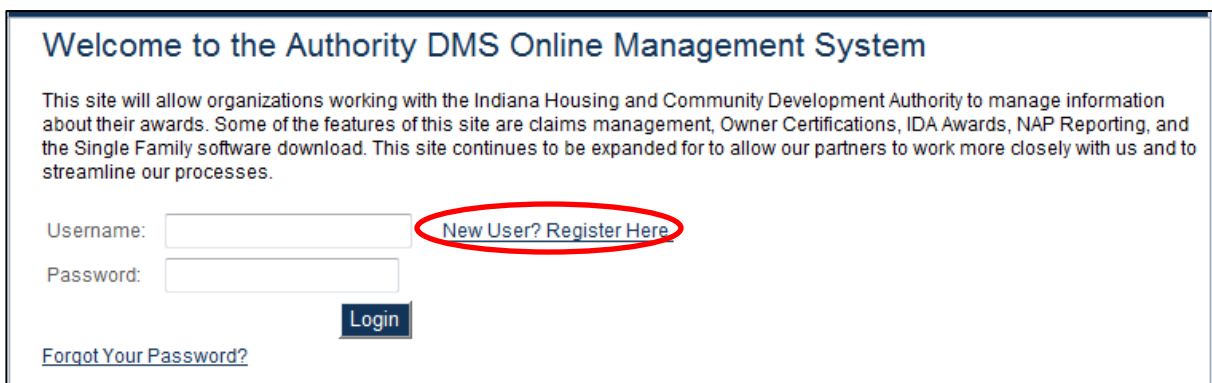 Welcome to the Authority DMS Online Management System
This site will allow organizations working with the Indiana Housing and Community Development Authority to manage information
about their awards. Some of the features of this site are claims management, Owner Certifications, IDA Awards, NAP Reporting, and
the Single Family software download. This site continues to be expanded for to allow our partners to work more closely with us and to
streamline our processes.
Username: New User? Register Here
Password:
Login
Forgot Your Password?